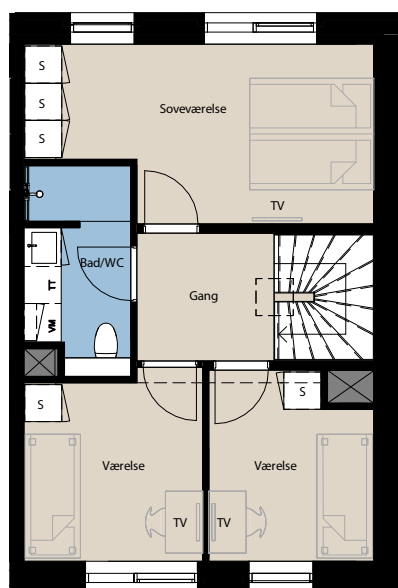 S
S
S
Soveværelse
TV
Bad/WC
TT
VM
Gang
S
S
Værelse
Værelse
TV
TV